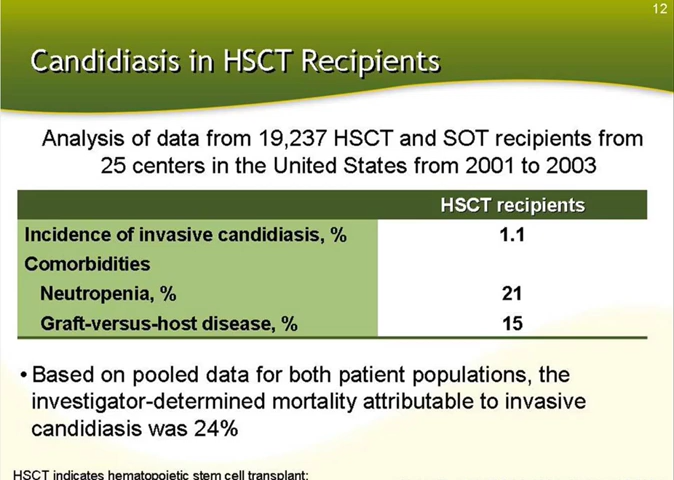 12
Candidiasis in HSCT Recipients
Analysis of data from 19,237 HSCT and SOT recipients from
25 centers in the United States from 2001 to 2003
HSCT recipients
Incidence of invasive candidiasis, % 1.1
Comorbidities
Neutropenia, % 21
Graft-versus-host disease, % 15
• Based on pooled data for both patient populations, the
investigator-determined mortality attributable to invasive
candidiasis was 24%
HSCT indicates hematopoietic stem cell transplant;